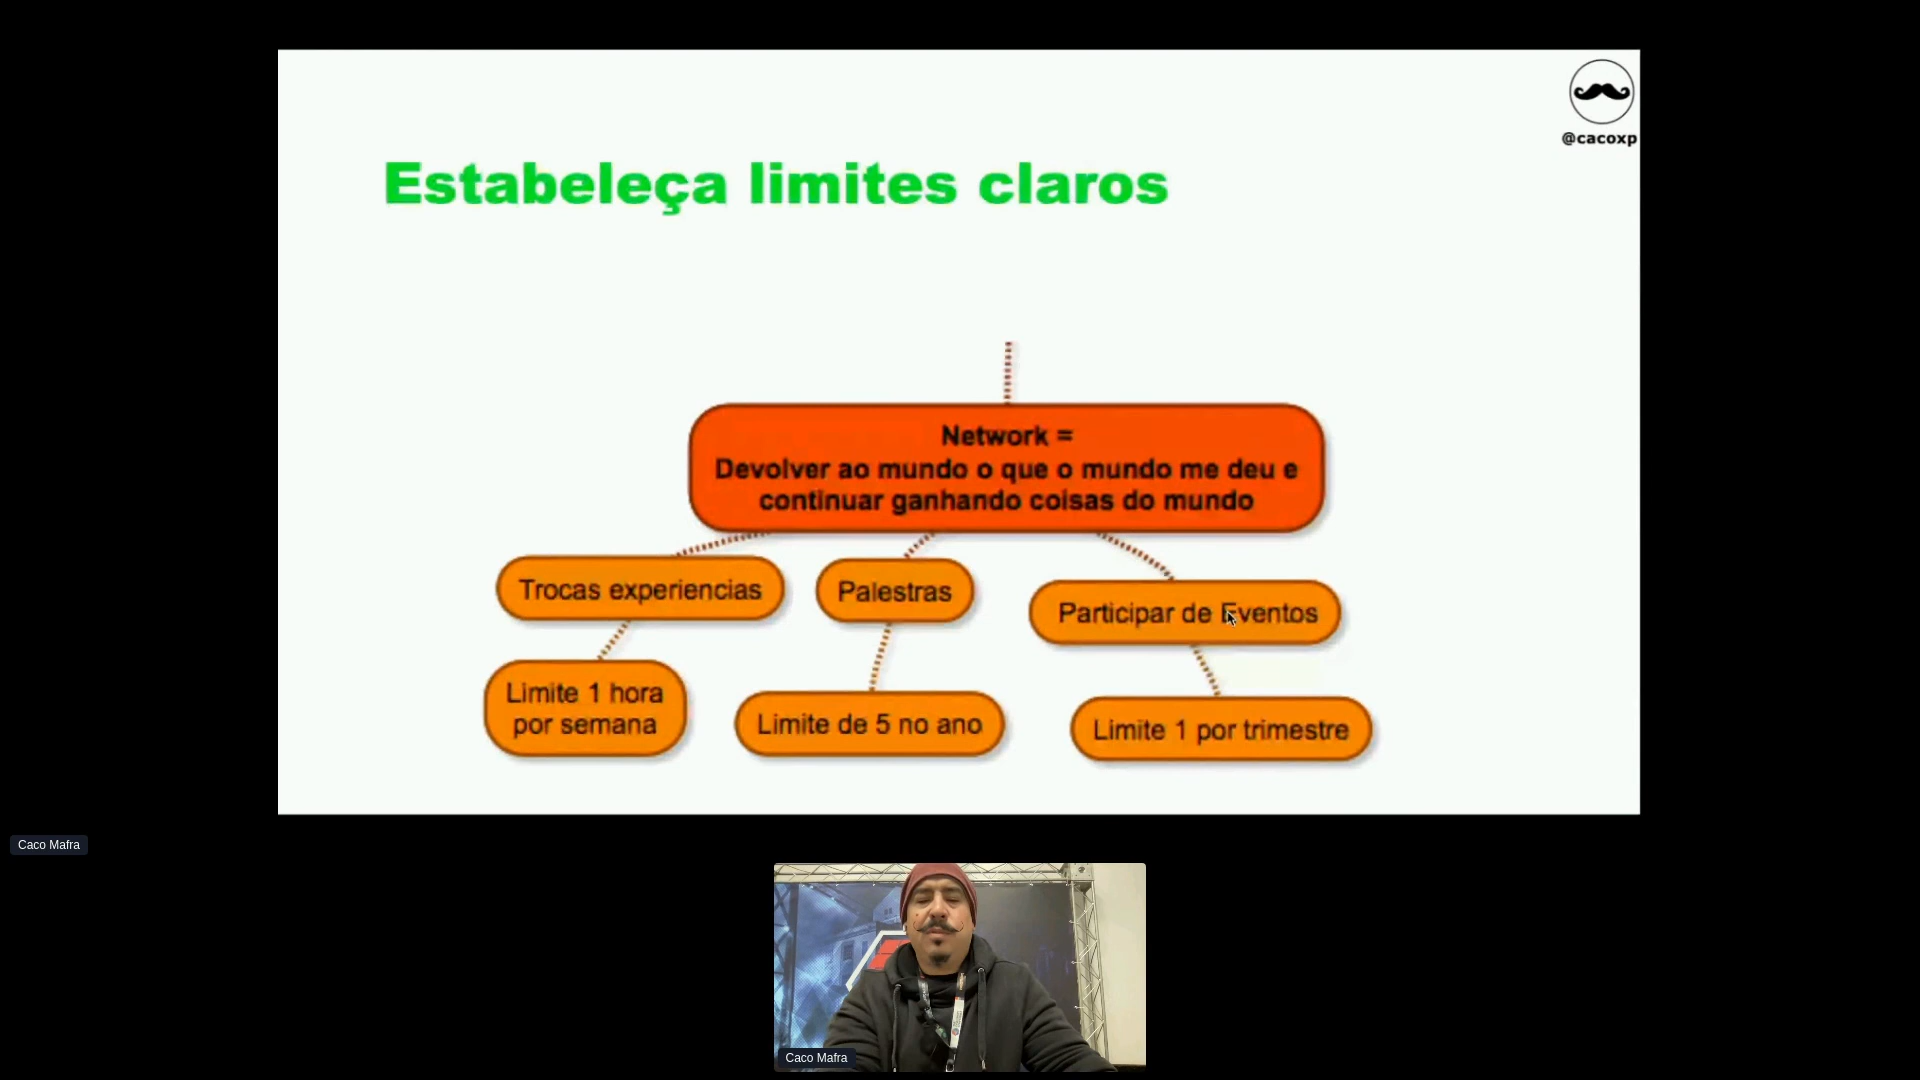 @cacoxp
Estabeleça limites claros
Network =
Devolver ao mundo o que o mundo me deu e
continuar ganhando coisas do mundo
Trocas experiencias
Palestras
Participar de Eventos
Limite 1 hora
por semana
Limite de 5 no ano
Limite 1 por trimestre
Caco Mafra
Caco Mafra